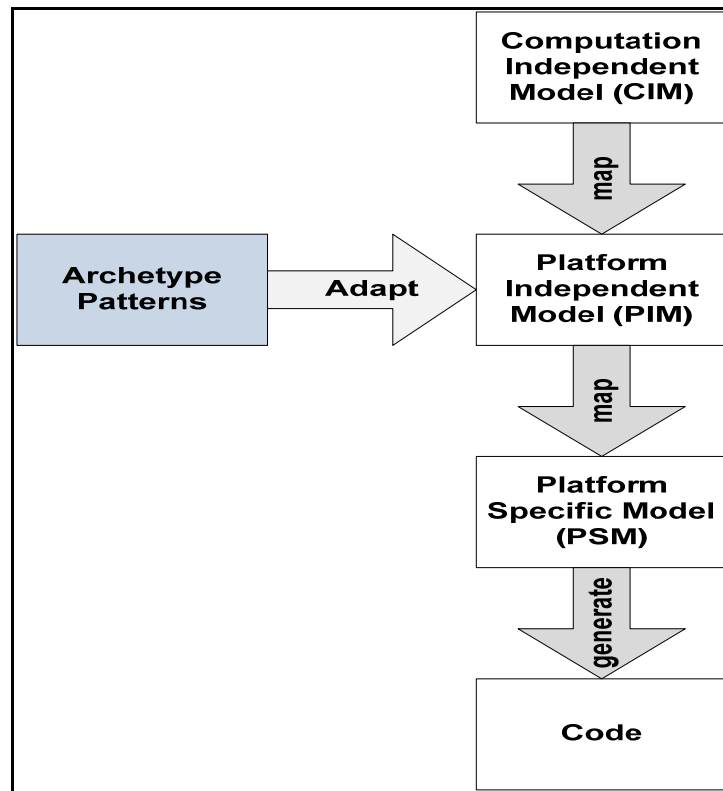 Computation
Independent
Model (CIM)
map
Archetype
Patterns
Adapt
Platform
Independent
Model (PIM)
map
Platform
Specific Model
(PSM)
generate
Code